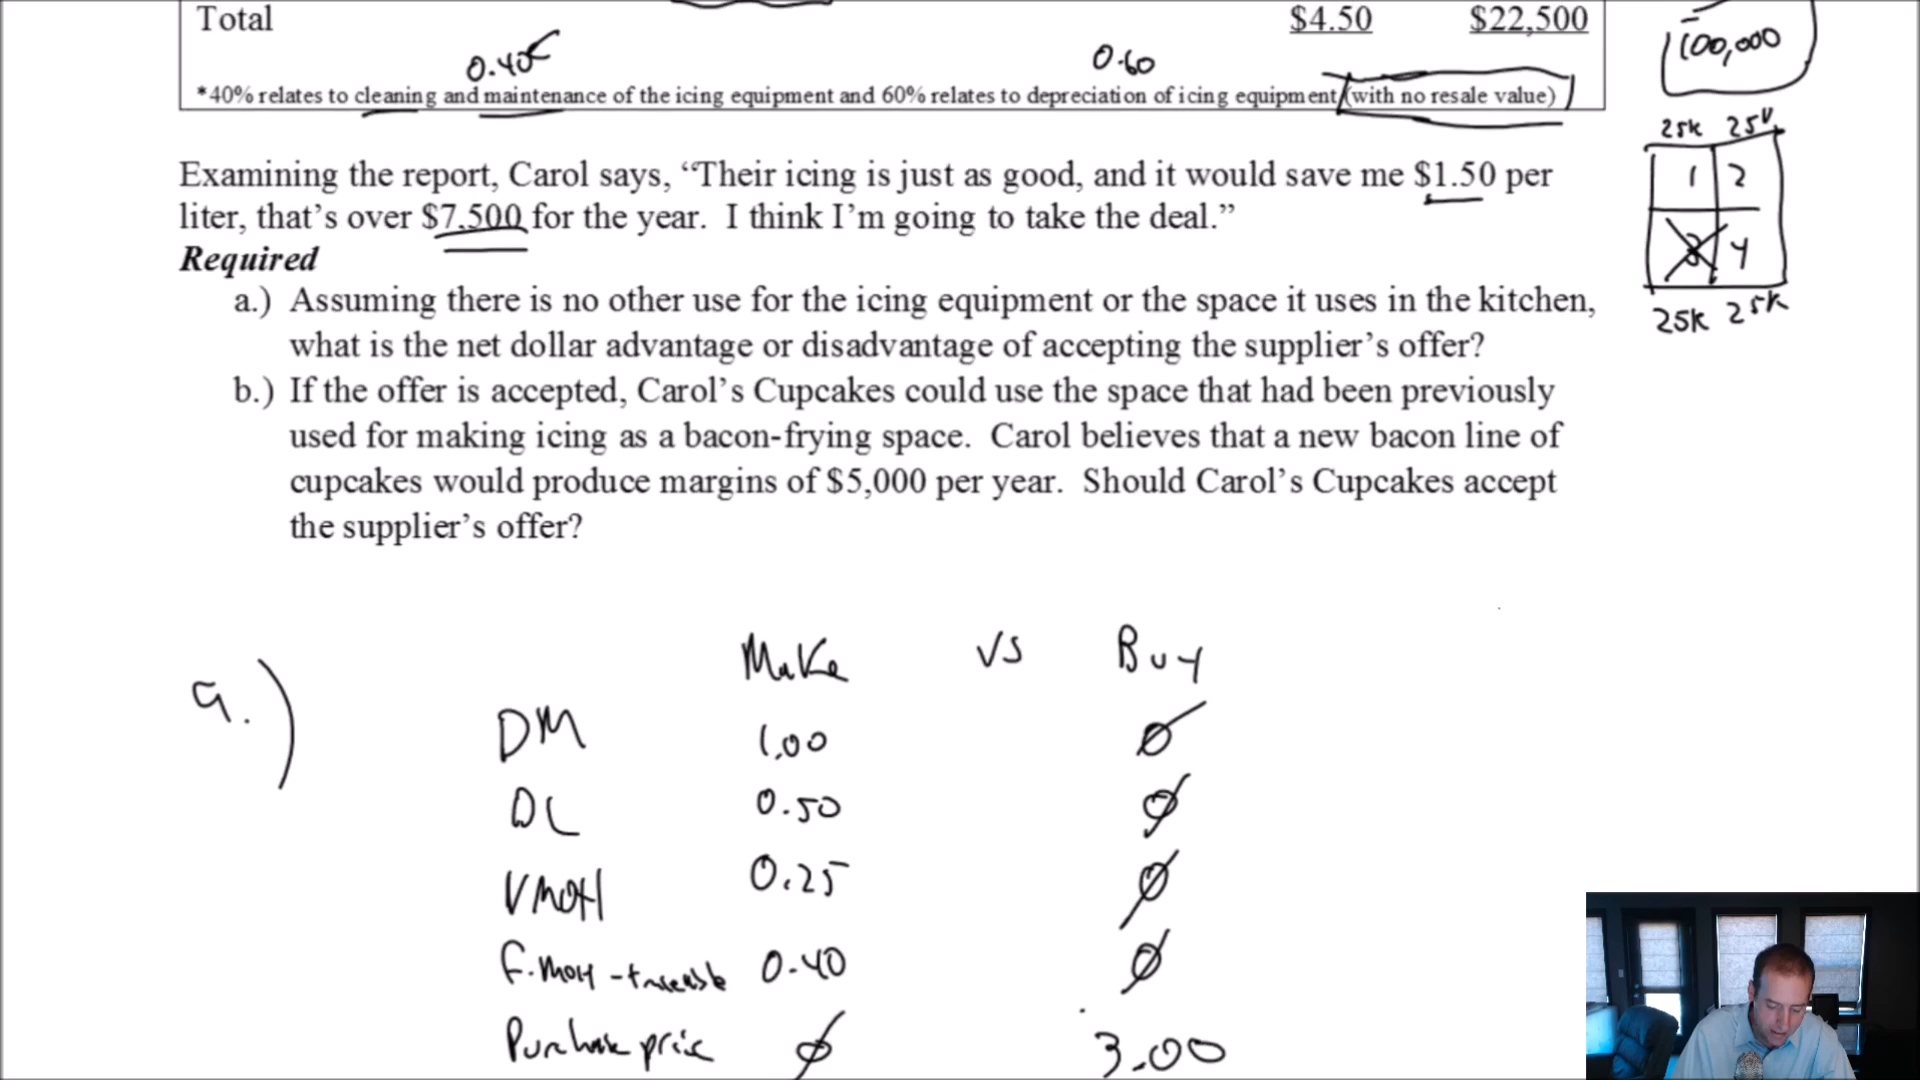 Total $4.50 $22,500
100,000
0.40 0.60
*40% relates to cleaning and maintenance of the icing equipment and 60% relates to depreciation of icing equipment (with no resale value)
25k 25k
1 2
3 4
25k 25k
Examining the report, Carol says, “Their icing is just as good, and it would save me $1.50 per
liter, that’s over $7,500 for the year. I think I’m going to take the deal.”
Required
a.) Assuming there is no other use for the icing equipment or the space it uses in the kitchen,
what is the net dollar advantage or disadvantage of accepting the supplier’s offer?
b.) If the offer is accepted, Carol’s Cupcakes could use the space that had been previously
used for making icing as a bacon-frying space. Carol believes that a new bacon line of
cupcakes would produce margins of $5,000 per year. Should Carol’s Cupcakes accept
the supplier’s offer?
a.) Make vs Buy
DM 1.00 Ø
DL 0.50 Ø
VMOH 0.25 Ø
F.MOH - traceable 0.40 Ø
Purchase price Ø 3.00